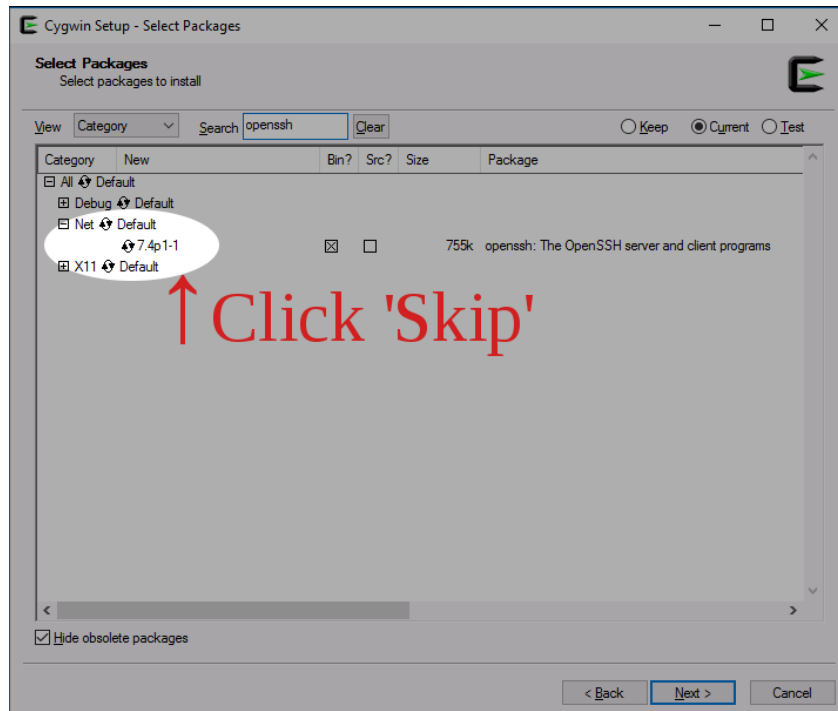 Cygwin Setup - Select Packages
Select Packages
Select packages to install
View Category Search openssh Clear Keep Current Test
Category New Bin? Src? Size Package
All Default
Debug Default
Net Default
7.4p1-1 755k openssh: The OpenSSH server and client programs
X11 Default
Click 'Skip'
Hide obsolete packages
< Back Next > Cancel